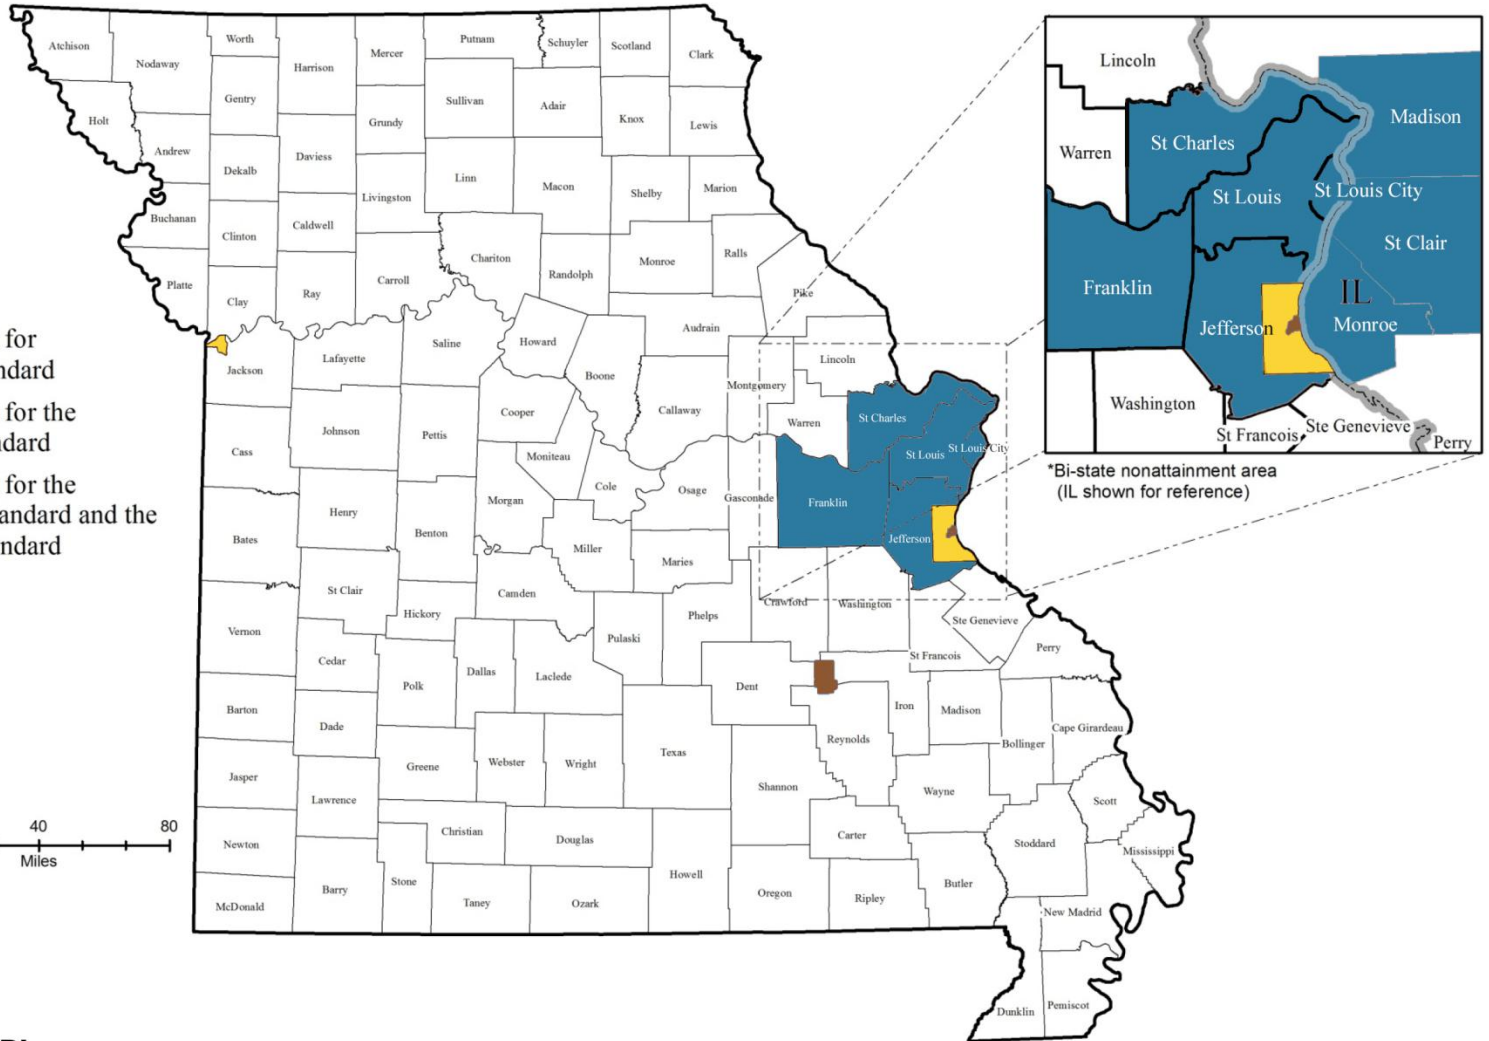 for
ndard
for the
ndard
for the
andard and the
ndard
40
80
Miles
Atchison
Nodaway
Worth
Harrison
Mercer
Putnam
Schuyler
Scotland
Clark
Gentry
Sullivan
Adair
Knox
Lewis
Holt
Andrew
Dekalb
Daviess
Grundy
Livingston
Linn
Macon
Shelby
Marion
Buchanan
Clinton
Caldwell
Chariton
Randolph
Monroe
Ralls
Pike
Platte
Clay
Ray
Carroll
Audrain
Jackson
Lafayette
Saline
Howard
Boone
Callaway
Montgomery
Lincoln
Warren
St Charles
St Louis
St Louis City
Cass
Johnson
Pettis
Cooper
Moniteau
Morgan
Cole
Osage
Gasconade
Franklin
Jefferson
Bates
Henry
Benton
Miller
Maries
St Clair
Hickory
Camden
Pulaski
Phelps
Crawford
Washington
Ste Genevieve
St Francois
Perry
Vernon
Cedar
Polk
Dallas
Laclede
Dent
Iron
Madison
Bollinger
Cape Girardeau
Barton
Dade
Greene
Webster
Wright
Texas
Reynolds
Shannon
Wayne
Scott
Jasper
Lawrence
Christian
Douglas
Carter
Stoddard
Mississippi
Newton
Barry
Stone
Taney
Ozark
Howell
Oregon
Ripley
Butler
New Madrid
McDonald
Dunklin
Pemiscot
Lincoln
Warren
St Charles
Madison
St Louis
St Louis City
St Clair
Franklin
Jefferson
IL
Monroe
Washington
St Francois
Ste Genevieve
Perry
*Bi-state nonattainment area
(IL shown for reference)